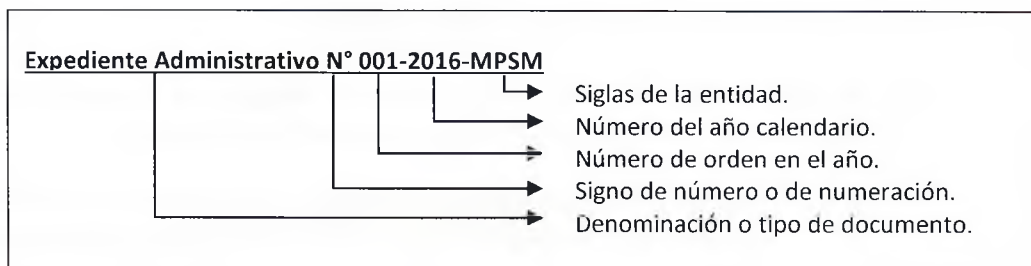 Expediente Administrativo N° 001-2016-MPSM
Siglas de la entidad.
Número del año calendario.
Número de orden en el año.
Signo de número o de numeración.
Denominación o tipo de documento.